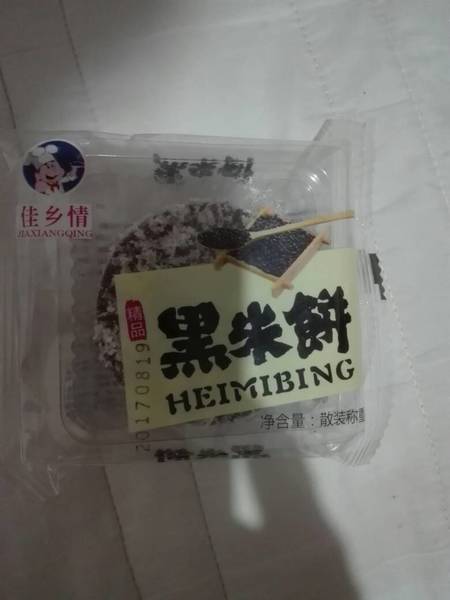 佳乡情
JIAXIANGQING
精品
黑米饼
HEIMIBING
20170819
净含量：散装称重